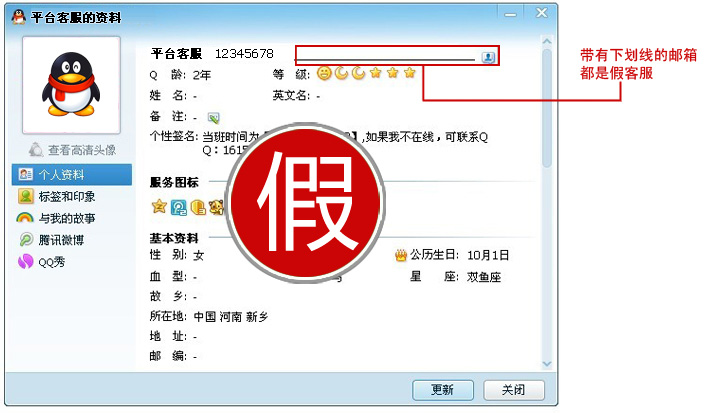 平台客服的资料
平台客服 12345678
带有下划线的邮箱
都是假客服
Q 龄: 2年 等 级:
姓 名: - 英文名: -
备 注: -
个性签名: 当班时间为 】,如果我不在线，可联系Q
Q：161
查看高清头像
个人资料
标签和印象
与我的故事
腾讯微博
QQ秀
服务图标
假
基本资料
性 别: 女 公历生日: 10月1日
血 型: - 星 座: 双鱼座
故 乡: -
所在地: 中国 河南 新乡
地 址: -
邮 编: -
更新 关闭